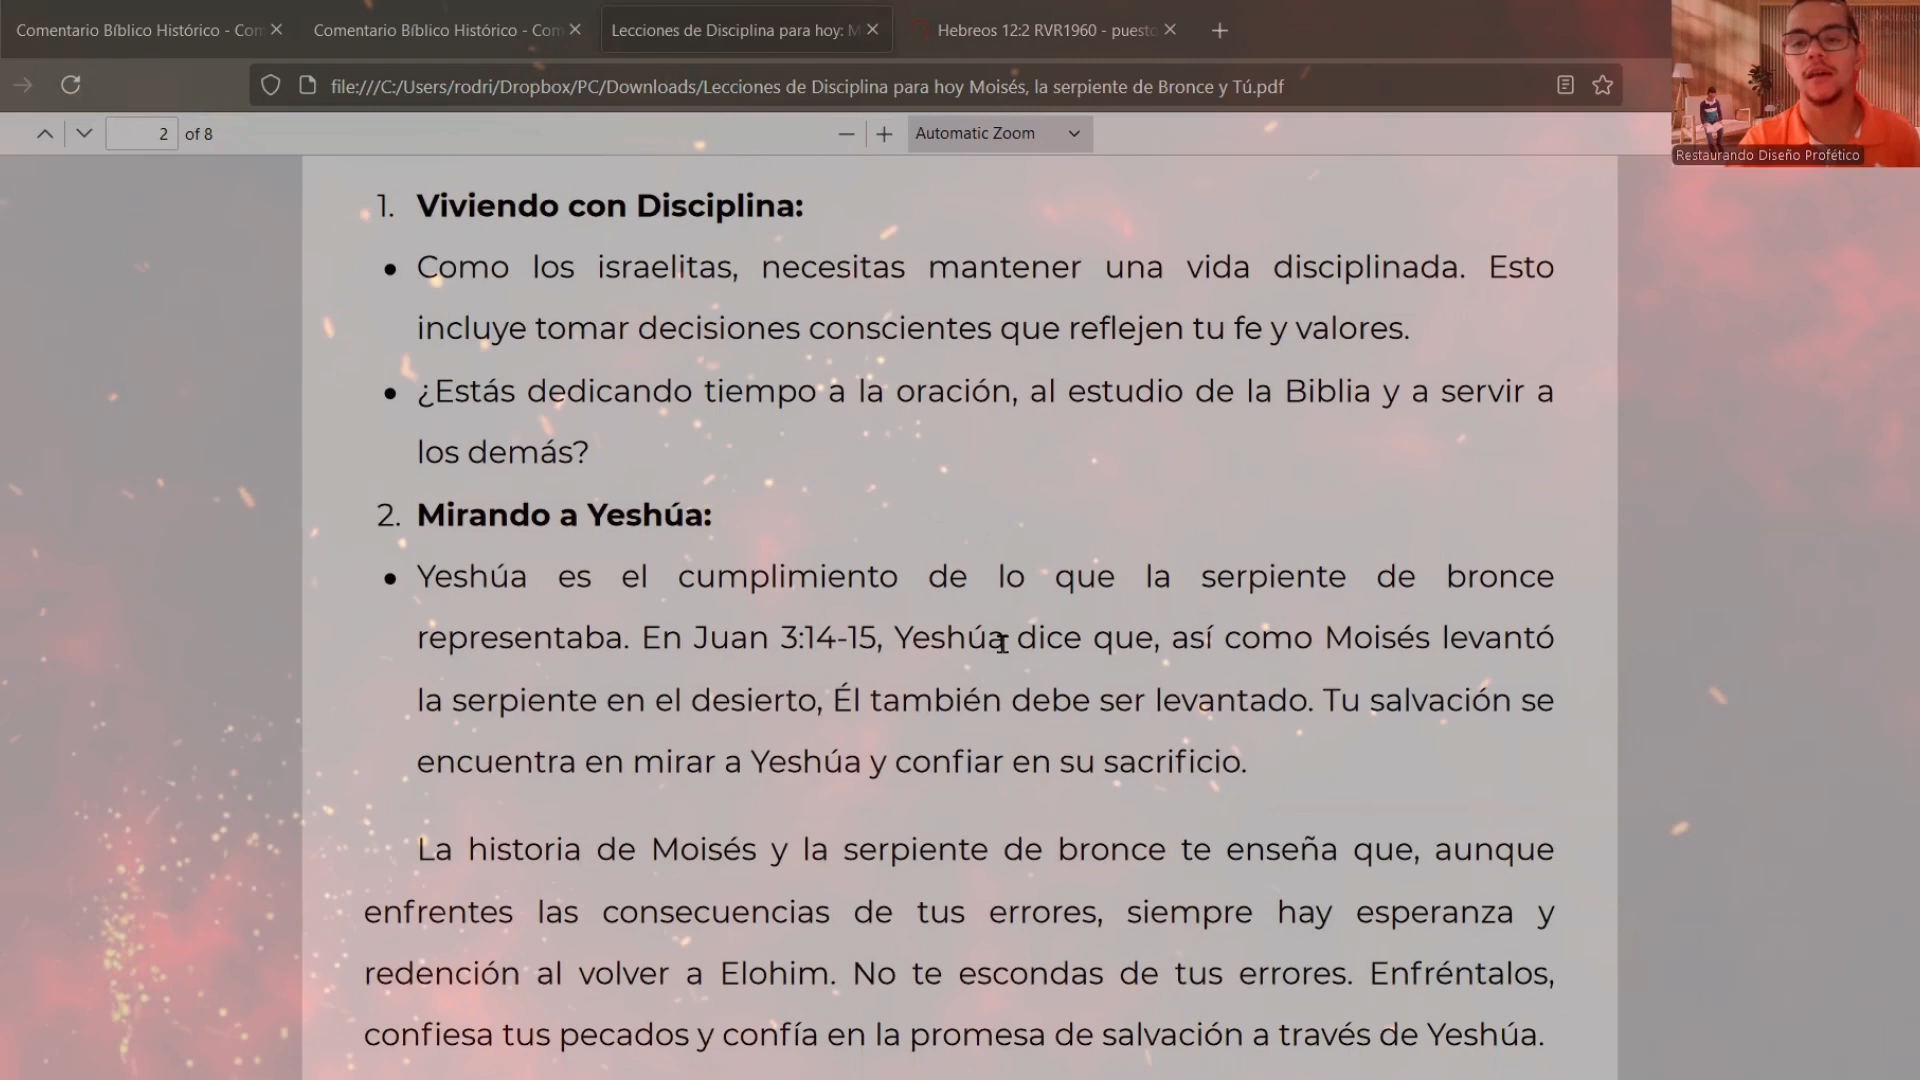 Comentario Bíblico Histórico - Com
Comentario Bíblico Histórico - Com
Lecciones de Disciplina para hoy: M
Hebreos 12:2 RVR1960 - puesto
file:///C:/Users/rodri/Dropbox/PC/Downloads/Lecciones de Disciplina para hoy Moisés, la serpiente de Bronce y Tú.pdf
2 of 8
Automatic Zoom
Restaurando Diseño Profético
1. Viviendo con Disciplina:
• Como los israelitas, necesitas mantener una vida disciplinada. Esto
incluye tomar decisiones conscientes que reflejen tu fe y valores.
• ¿Estás dedicando tiempo a la oración, al estudio de la Biblia y a servir a
los demás?
2. Mirando a Yeshúa:
• Yeshúa es el cumplimiento de lo que la serpiente de bronce
representaba. En Juan 3:14-15, Yeshúa dice que, así como Moisés levantó
la serpiente en el desierto, Él también debe ser levantado. Tu salvación se
encuentra en mirar a Yeshúa y confiar en su sacrificio.
La historia de Moisés y la serpiente de bronce te enseña que, aunque
enfrentes las consecuencias de tus errores, siempre hay esperanza y
redención al volver a Elohim. No te escondas de tus errores. Enfréntalos,
confiesa tus pecados y confía en la promesa de salvación a través de Yeshúa.